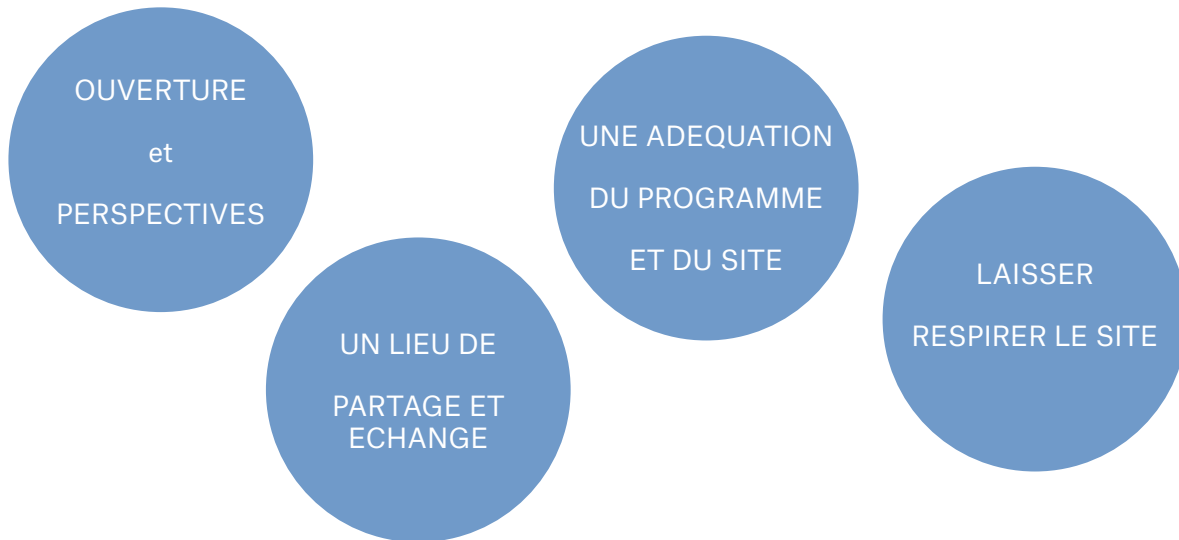 OUVERTURE
et
PERSPECTIVES
UN LIEU DE
PARTAGE ET
ECHANGE
UNE ADEQUATION
DU PROGRAMME
ET DU SITE
LAISSER
RESPIRER LE SITE